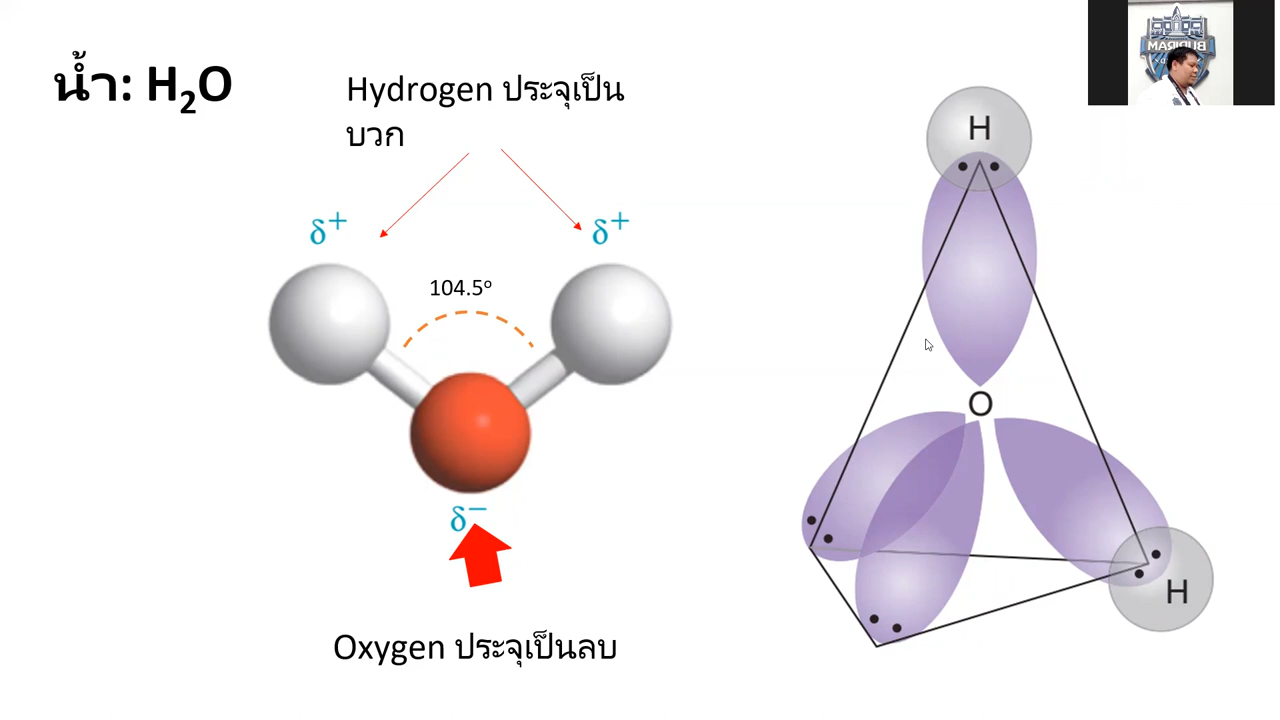 น้ำ: H₂O
Hydrogen ประจุเป็น
บวก
δ⁺
δ⁺
104.5°
δ⁻
Oxygen ประจุเป็นลบ
H
O
H